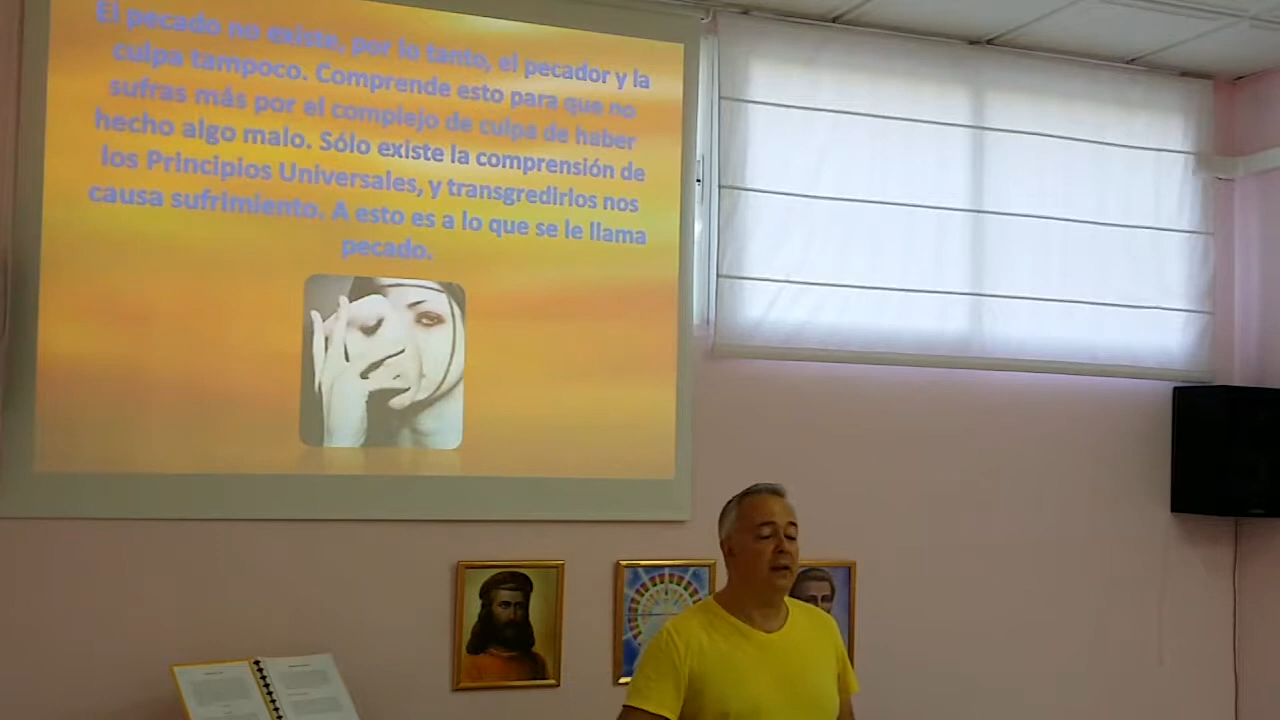 El pecado no existe, por lo tanto, el pecador y la
culpa tampoco. Comprende esto para que no
sufras más por el complejo de culpa de haber
hecho algo malo. Sólo existe la comprensión de
los Principios Universales, y transgredirlos nos
causa sufrimiento. A esto es a lo que se le llama
pecado.